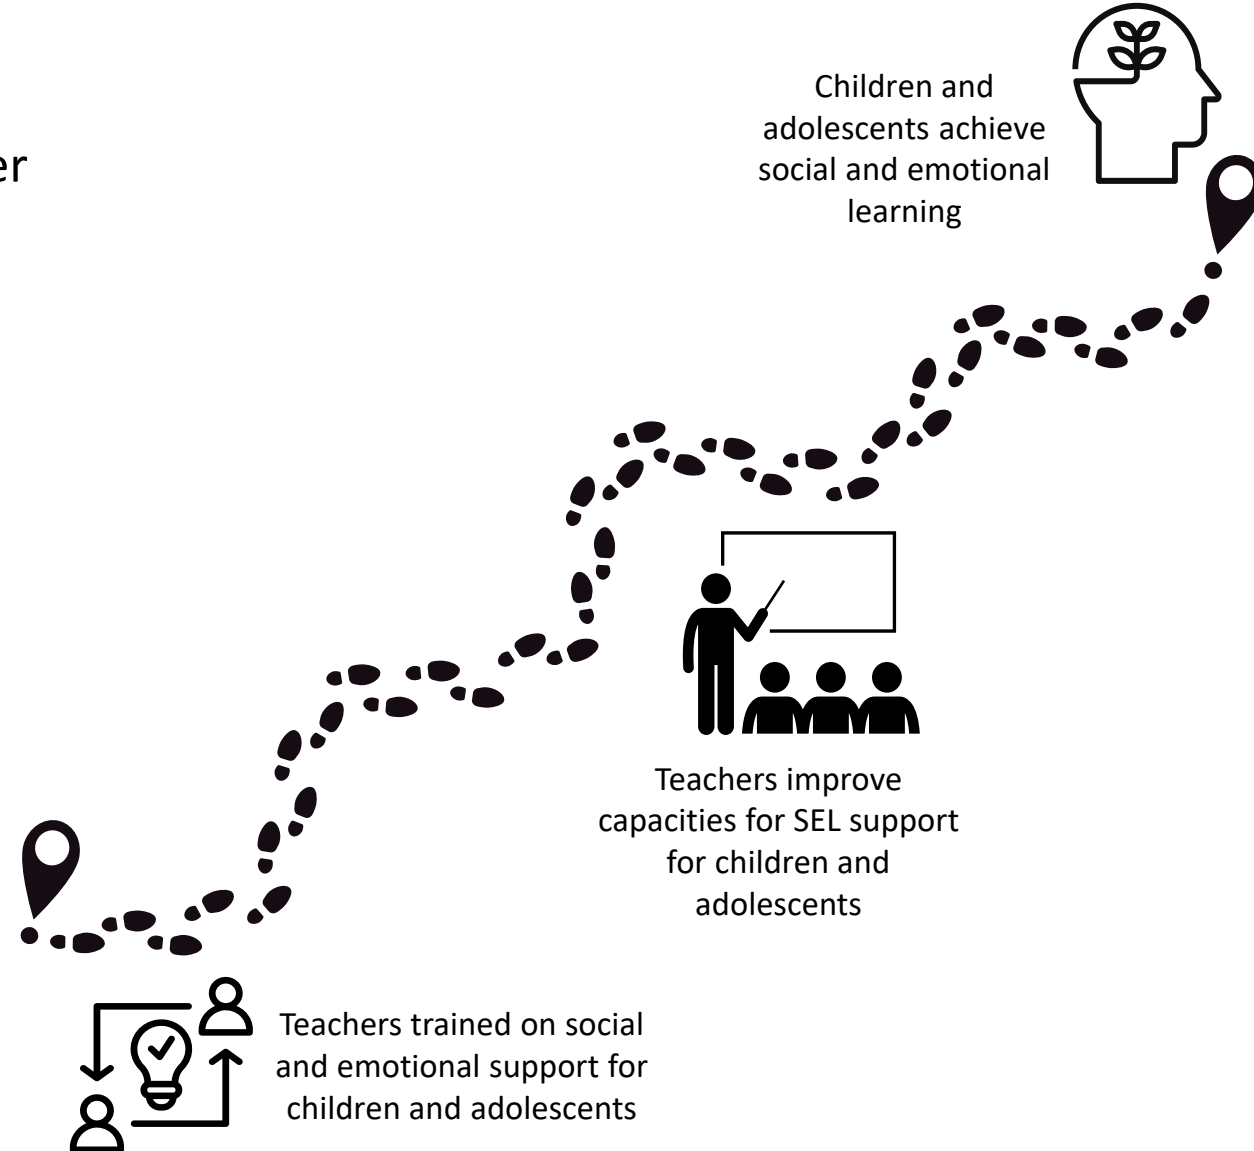 er
Children and
adolescents achieve
social and emotional
learning
Teachers improve
capacities for SEL support
for children and
adolescents
Teachers trained on social
and emotional support for
children and adolescents